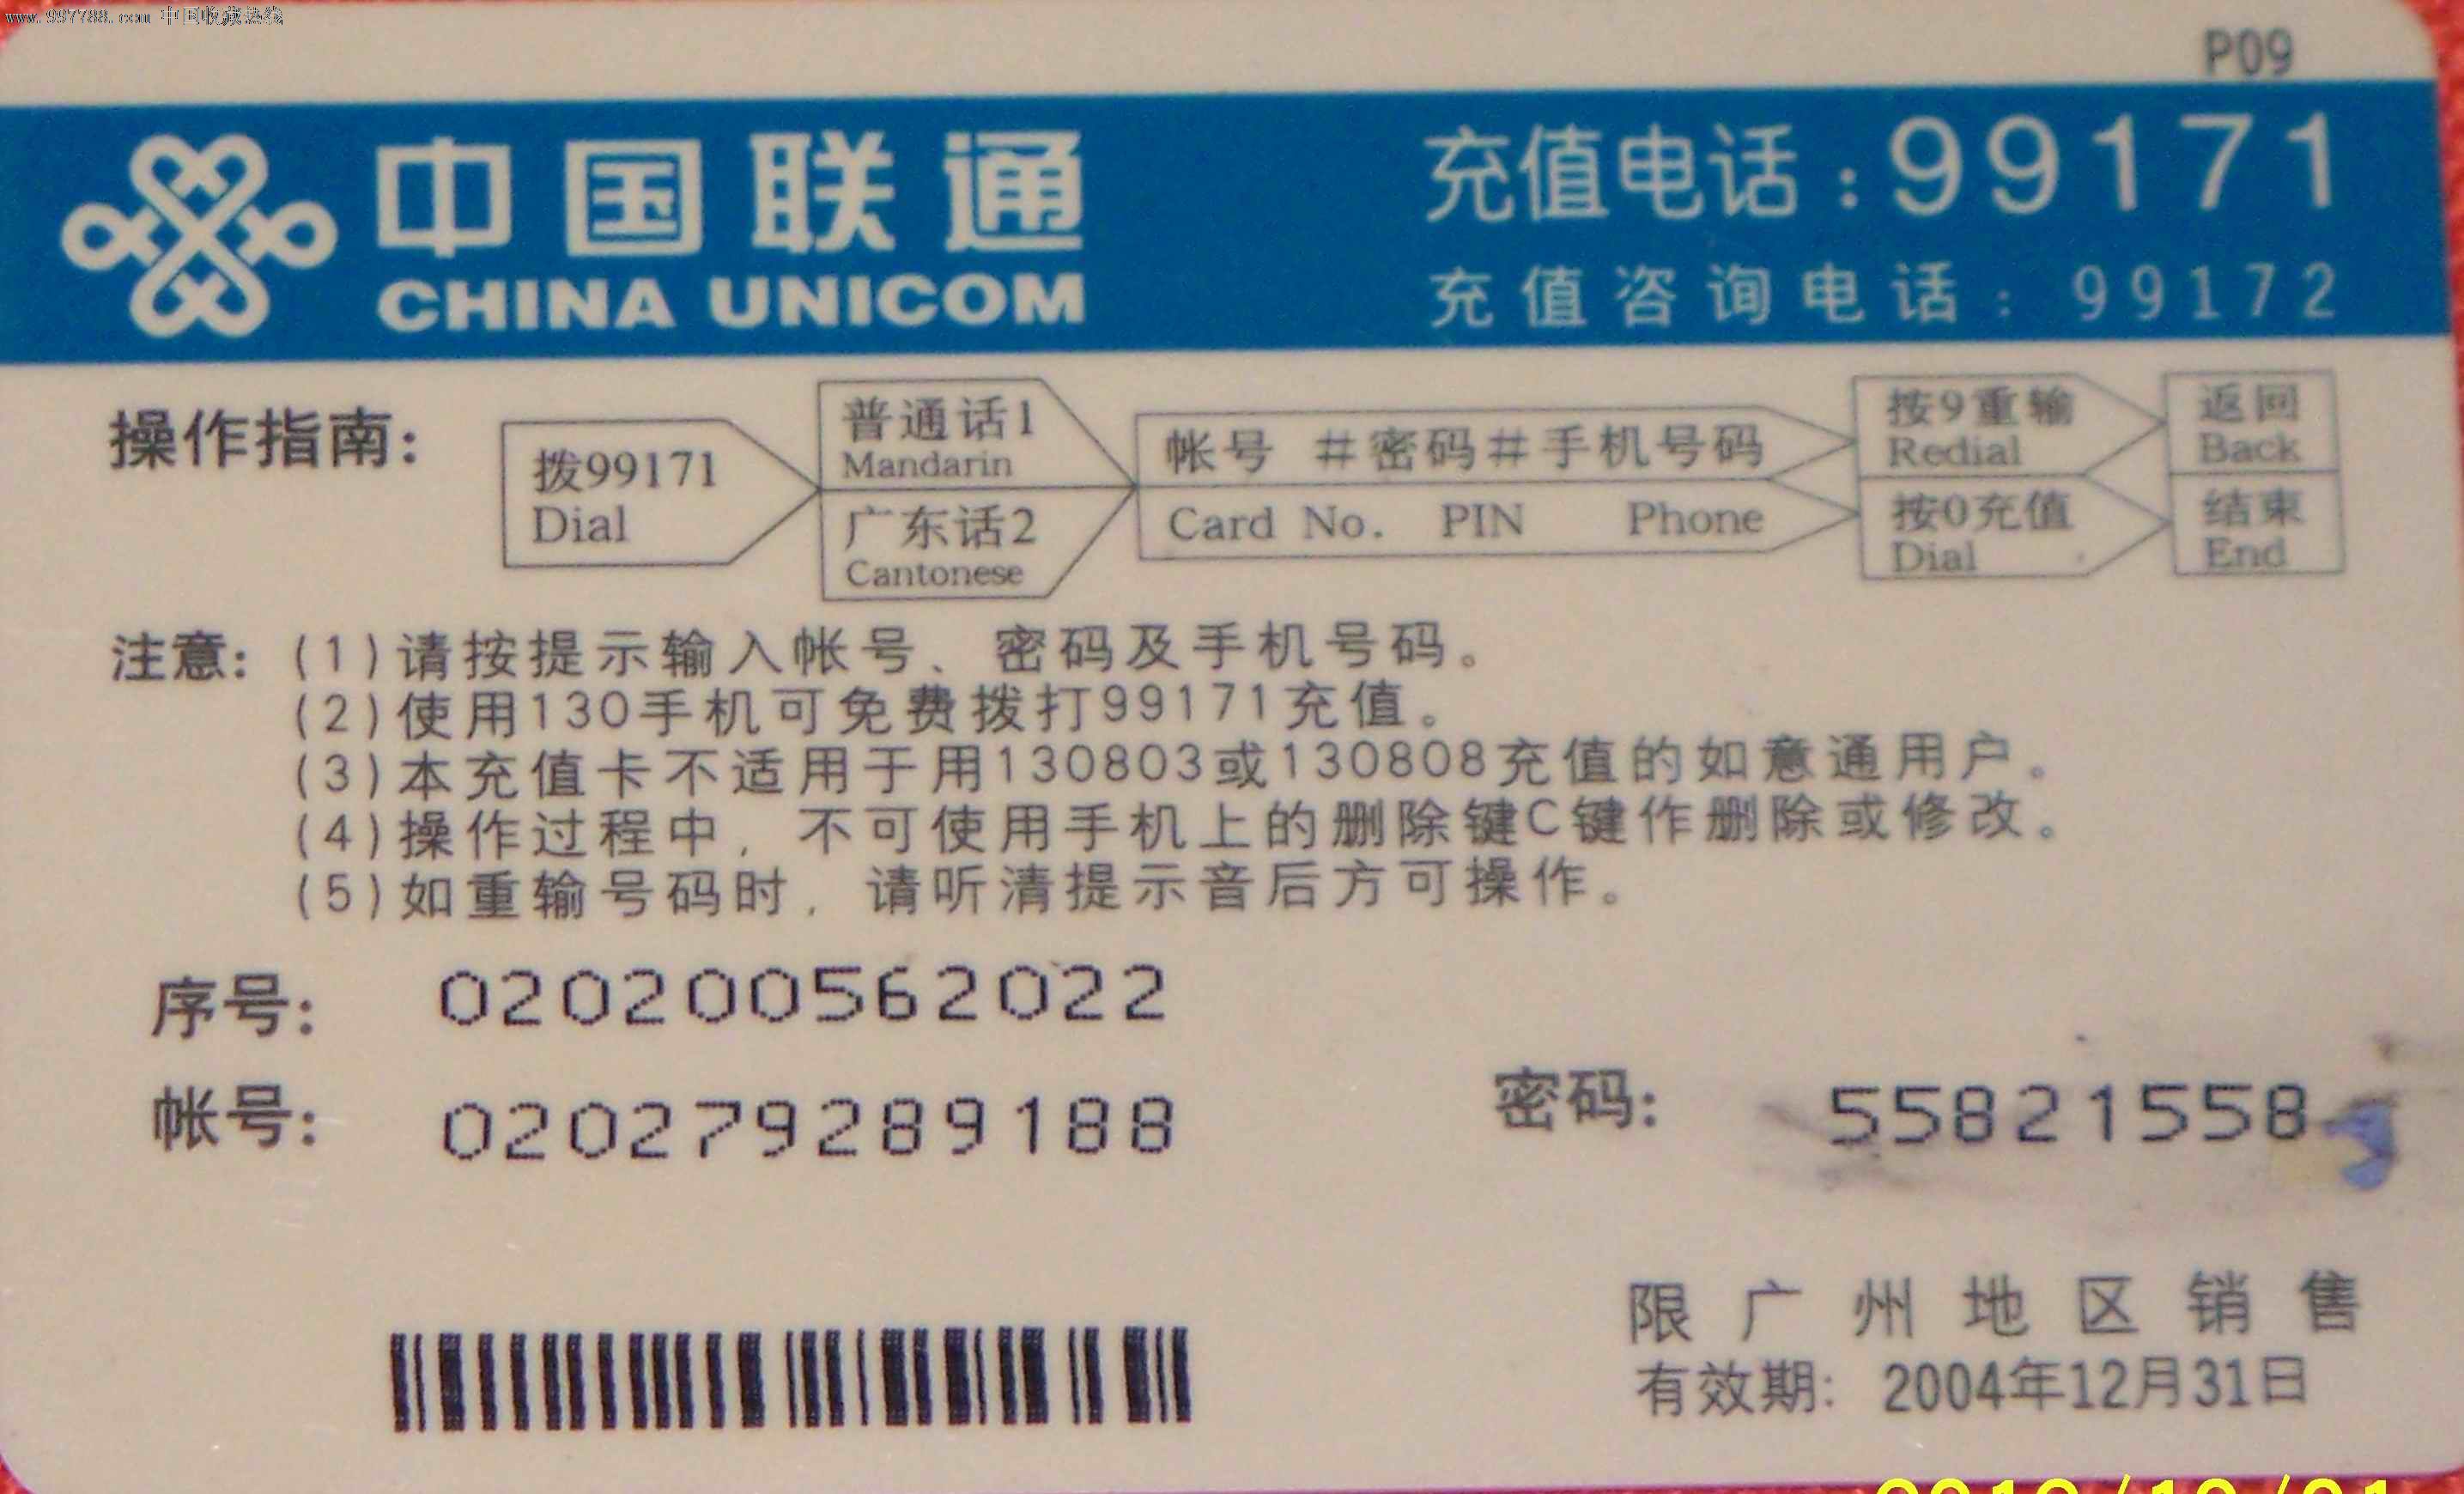 www.997788.com 中国收藏热线
P09
中国联通
CHINA UNICOM
充值电话:99171
充值咨询电话: 99172
操作指南:
拨99171
Dial
普通话1
Mandarin
广东话2
Cantonese
帐号 #密码#手机号码
Card No. PIN Phone
按9重输
Redial
按0充值
Dial
返回
Back
结束
End
注意: (1)请按提示输入帐号、密码及手机号码。
(2)使用130手机可免费拨打99171充值。
(3)本充值卡不适用于用130803或130808充值的如意通用户。
(4)操作过程中，不可使用手机上的删除键C键作删除或修改。
(5)如重输号码时，请听清提示音后方可操作。
序号: 020200562022
帐号: 020279289188
密码: 55821558
限广州地区销售
有效期: 2004年12月31日